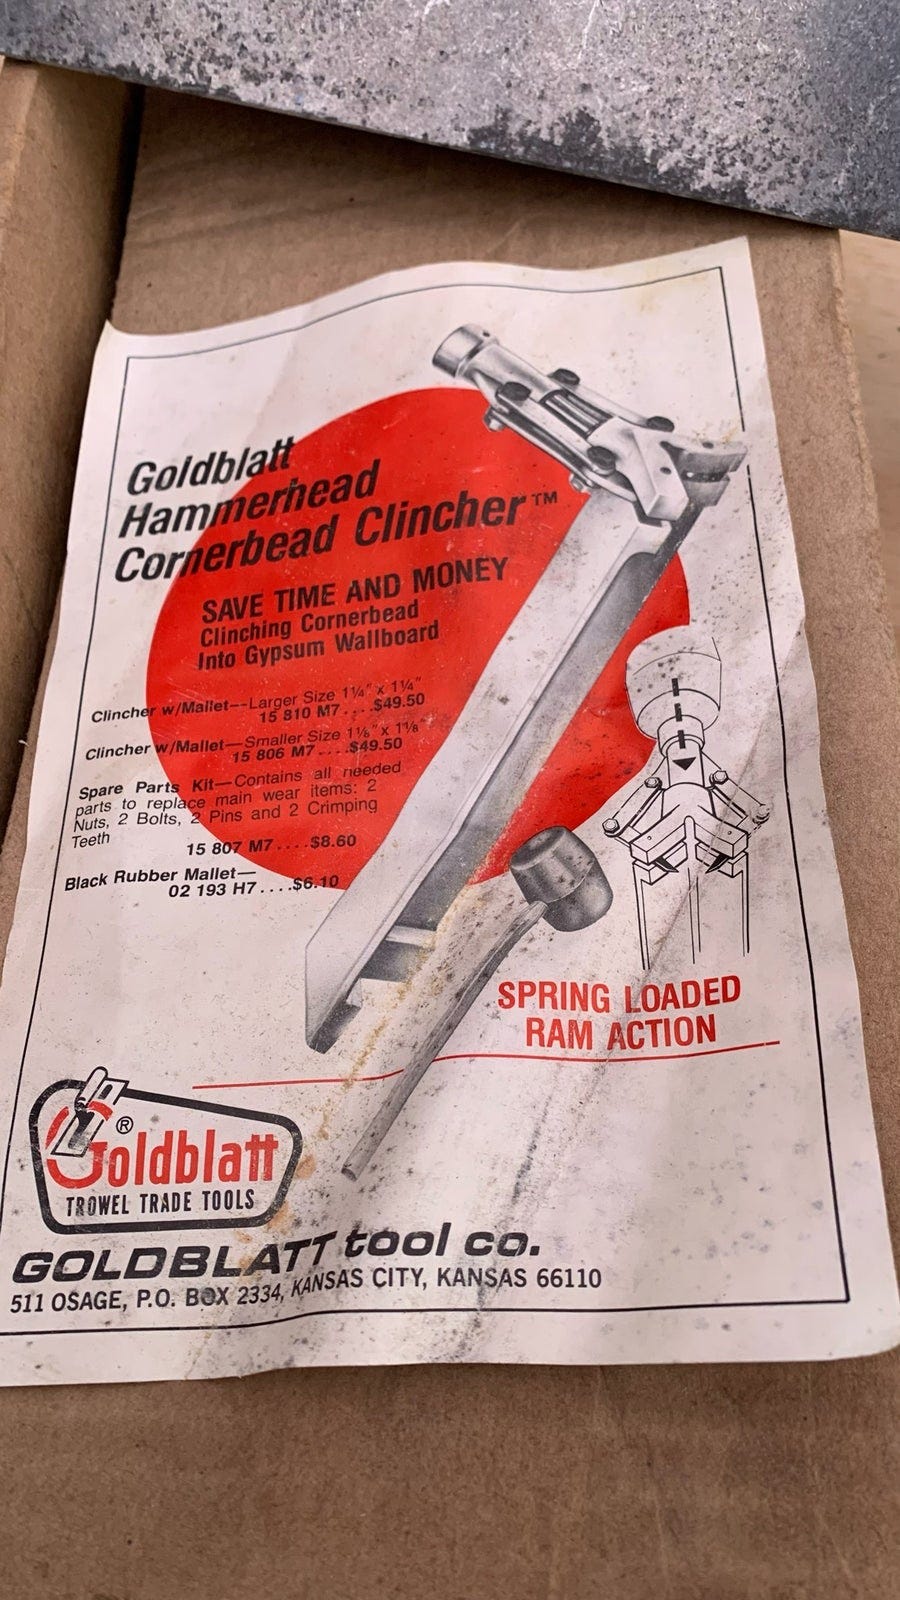 Goldblatt
Hammerhead
Cornerbead Clincher™
SAVE TIME AND MONEY
Clinching Cornerbead
Into Gypsum Wallboard
Clincher w/Mallet—Larger Size 1¼" x 1¼"
15 810 M7....$49.50
Clincher w/Mallet—Smaller Size 1⅛" x 1⅛"
15 806 M7....$49.50
Spare Parts Kit—Contains all needed
parts to replace main wear items: 2
Nuts, 2 Bolts, 2 Pins and 2 Crimping
Teeth
15 807 M7....$8.60
Black Rubber Mallet—
02 193 H7....$6.10
SPRING LOADED
RAM ACTION
Goldblatt®
TROWEL TRADE TOOLS
GOLDBLATT tool co.
511 OSAGE, P.O. BOX 2334, KANSAS CITY, KANSAS 66110